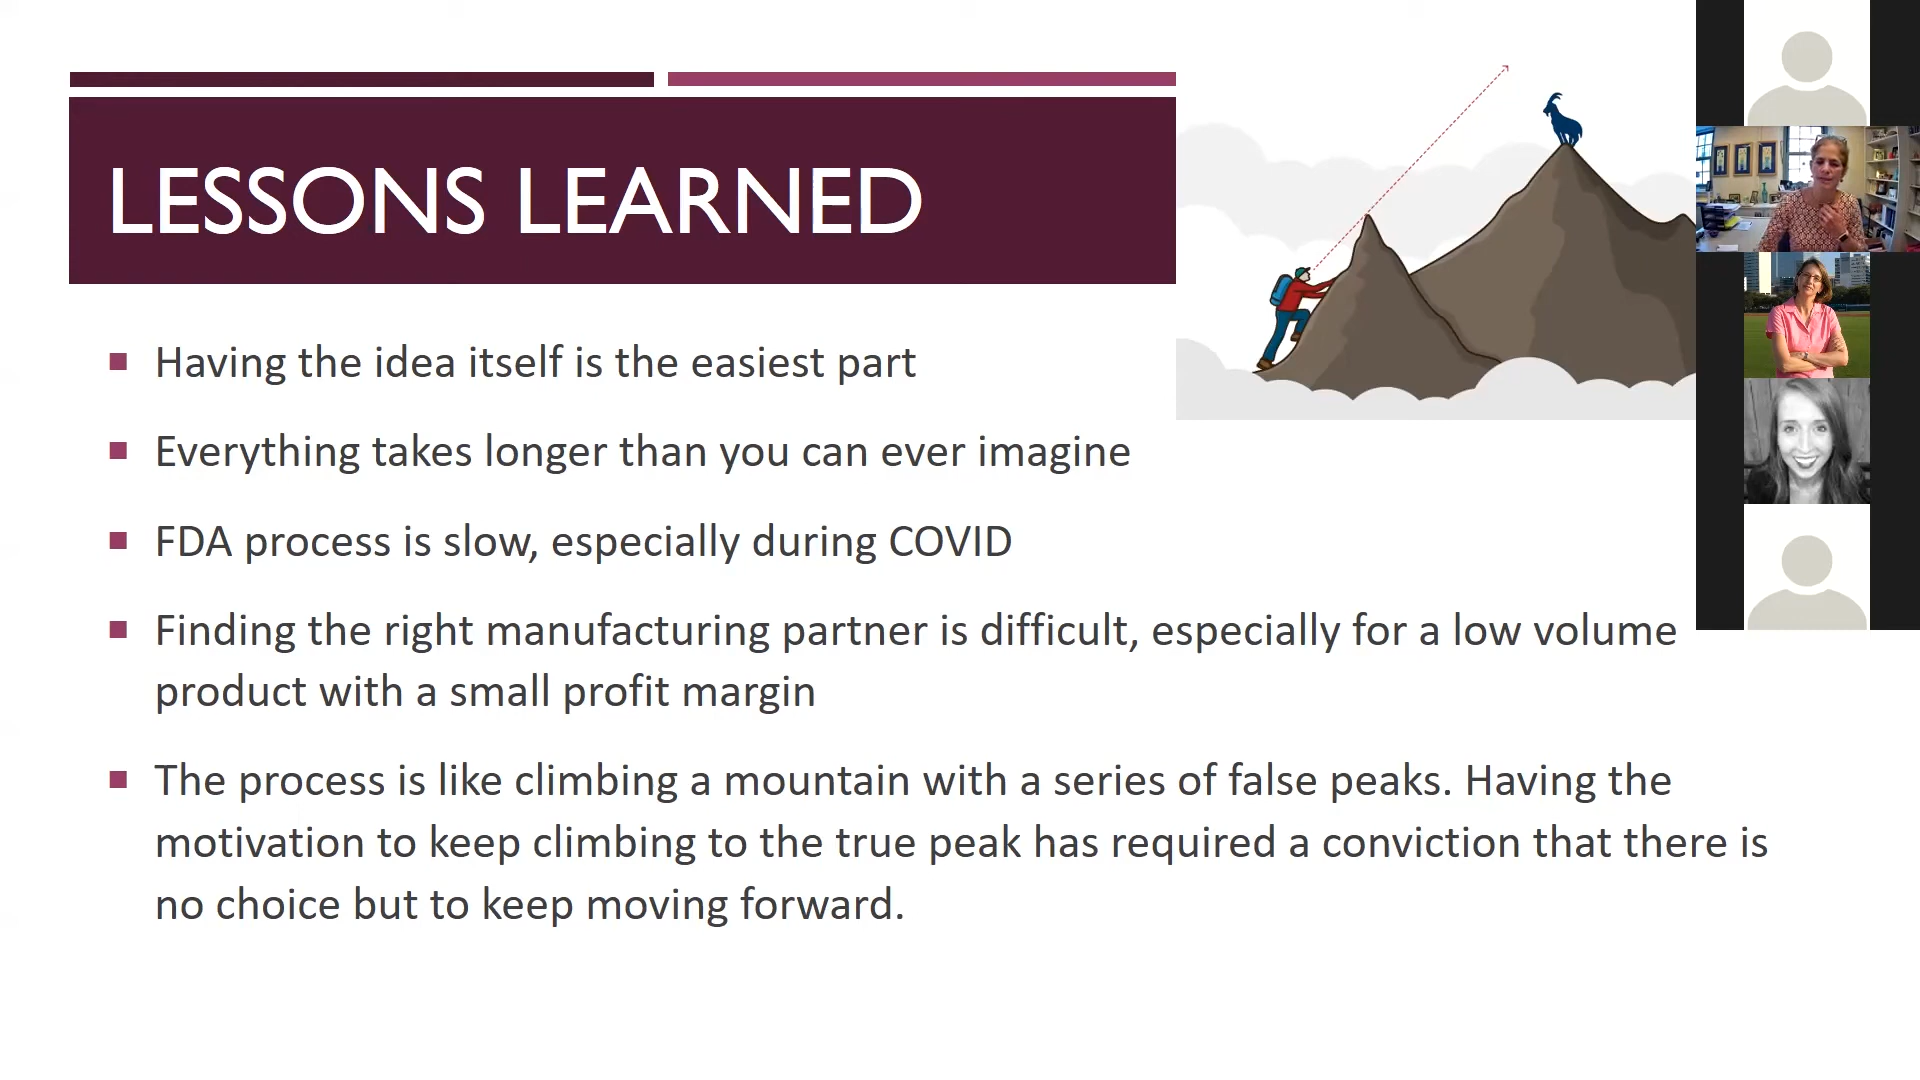 LESSONS LEARNED
Having the idea itself is the easiest part
Everything takes longer than you can ever imagine
FDA process is slow, especially during COVID
Finding the right manufacturing partner is difficult, especially for a low volume
product with a small profit margin
The process is like climbing a mountain with a series of false peaks. Having the
motivation to keep climbing to the true peak has required a conviction that there is
no choice but to keep moving forward.